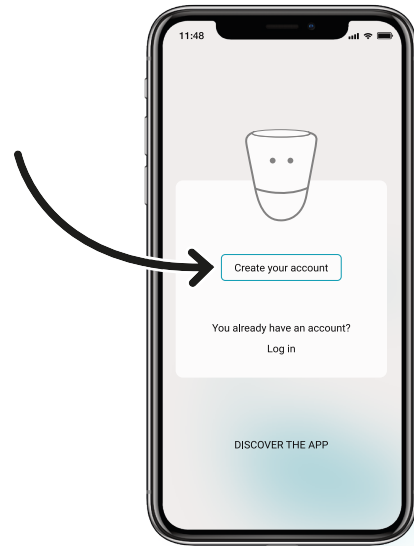 11:48
Create your account
You already have an account?
Log in
DISCOVER THE APP